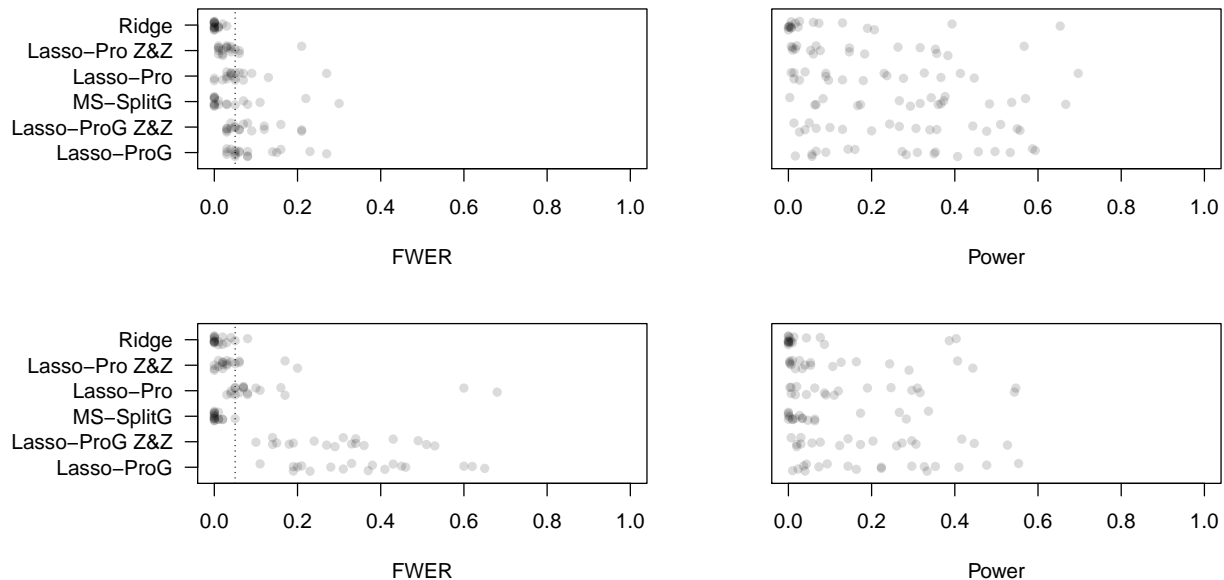 Ridge
Lasso−Pro Z&Z
Lasso−Pro
MS−SplitG
Lasso−ProG Z&Z
Lasso−ProG
0.0 0.2 0.4 0.6 0.8 1.0
FWER
0.0 0.2 0.4 0.6 0.8 1.0
Power
Ridge
Lasso−Pro Z&Z
Lasso−Pro
MS−SplitG
Lasso−ProG Z&Z
Lasso−ProG
0.0 0.2 0.4 0.6 0.8 1.0
FWER
0.0 0.2 0.4 0.6 0.8 1.0
Power